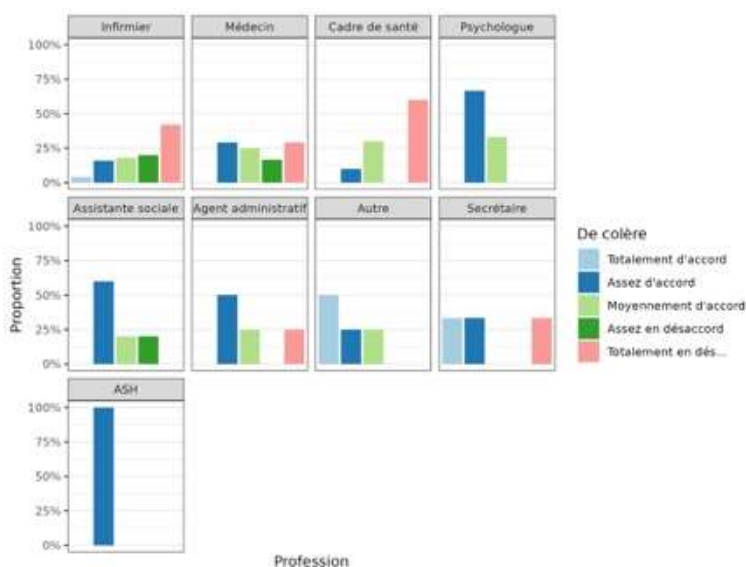 Infirmier
Médecin
Cadre de santé
Psychologue
100%
75%
50%
25%
0%
Assistante sociale
Agent administratif
Autre
Secrétaire
100%
75%
50%
25%
0%
ASH
100%
75%
50%
25%
0%
Proportion
Profession
De colère
Totalement d'accord
Assez d'accord
Moyennement d'accord
Assez en désaccord
Totalement en dés...